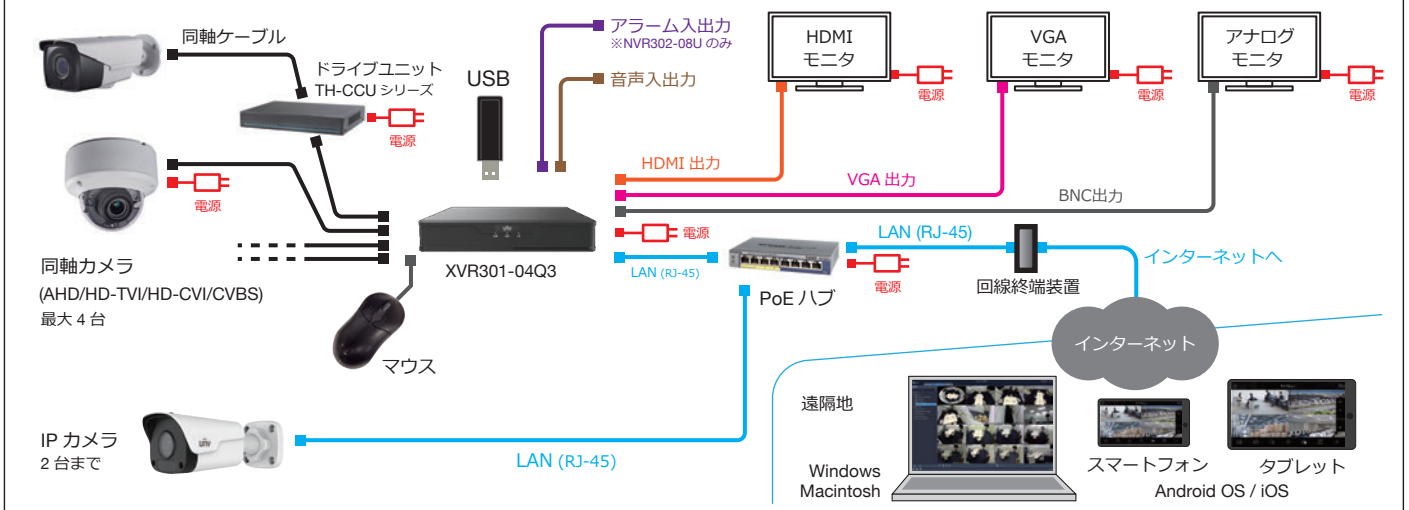 同軸ケーブル
ドライブユニット
TH-CCU シリーズ
電源
USB
アラーム入出力
※NVR302-08U のみ
音声入出力
HDMI
モニタ
電源
VGA
モニタ
電源
アナログ
モニタ
電源
電源
HDMI 出力
VGA 出力
BNC出力
同軸カメラ
(AHD/HD-TVI/HD-CVI/CVBS)
最大 4 台
unv
XVR301-04Q3
電源
LAN (RJ-45)
マウス
PoE ハブ
LAN (RJ-45)
電源
回線終端装置
インターネットへ
インターネット
IP カメラ
2 台まで
unv
LAN (RJ-45)
遠隔地
Windows
Macintosh
スマートフォン
タブレット
Android OS / iOS